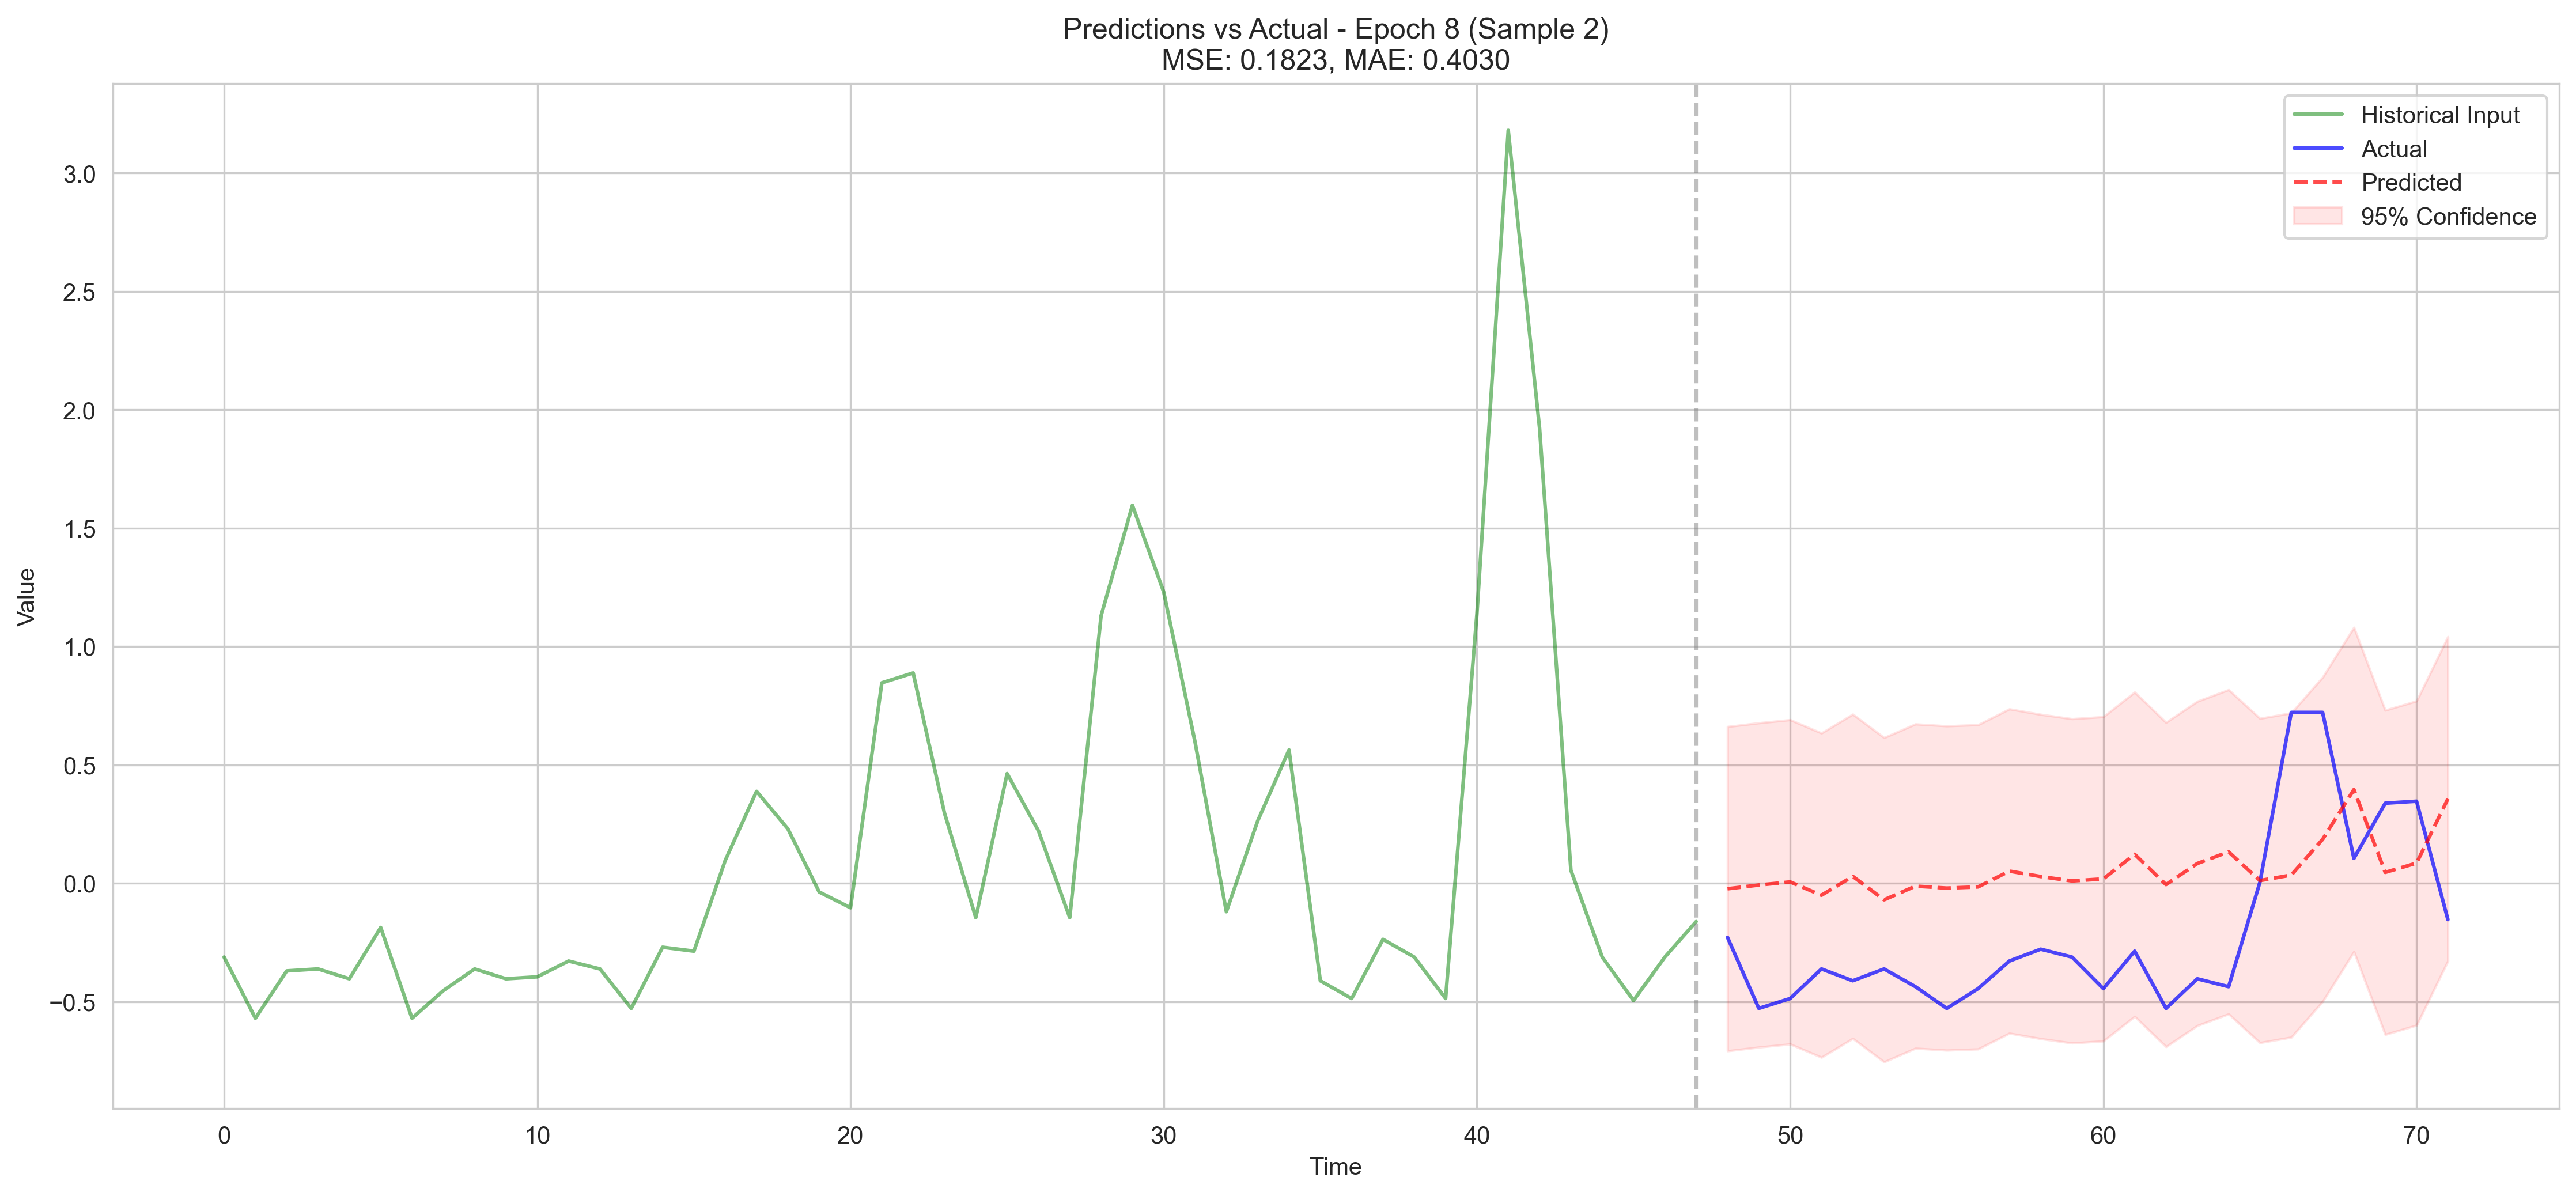 Predictions vs Actual - Epoch 8 (Sample 2)
MSE: 0.1823, MAE: 0.4030
Historical Input
Actual
Predicted
95% Confidence
Value
3.0
2.5
2.0
1.5
1.0
0.5
0.0
−0.5
0 10 20 30 40 50 60 70
Time